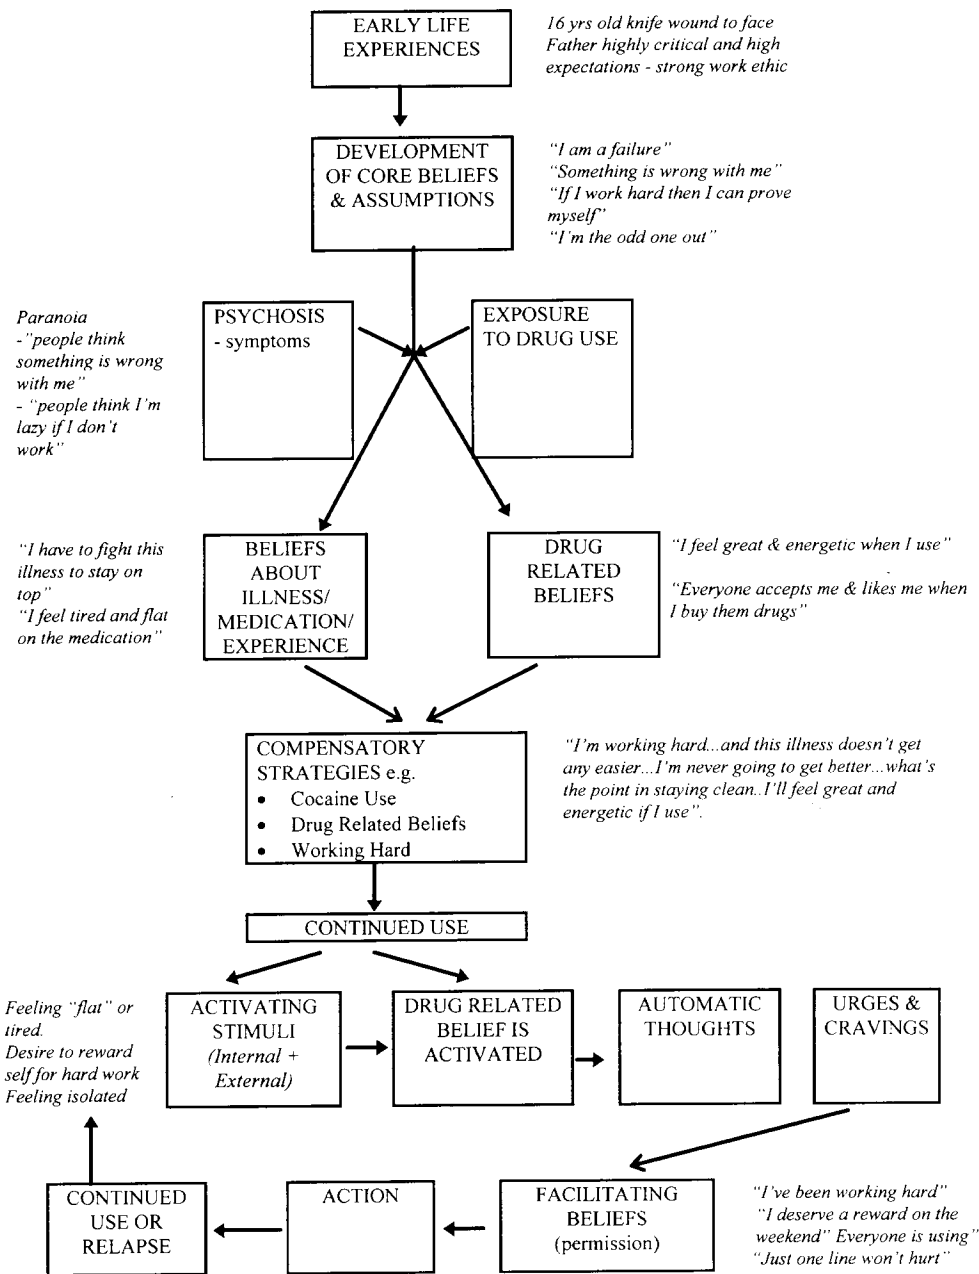 EARLY LIFE
EXPERIENCES
16 yrs old knife wound to face
Father highly critical and high
expectations - strong work ethic
DEVELOPMENT
OF CORE BELIEFS
& ASSUMPTIONS
"I am a failure"
"Something is wrong with me"
"If I work hard then I can prove
myself"
"I'm the odd one out"
Paranoia
-"people think
something is wrong
with me"
- "people think I'm
lazy if I don't
work"
PSYCHOSIS
- symptoms
EXPOSURE
TO DRUG USE
"I have to fight this
illness to stay on
top"
"I feel tired and flat
on the medication"
BELIEFS
ABOUT
ILLNESS/
MEDICATION/
EXPERIENCE
DRUG
RELATED
BELIEFS
"I feel great & energetic when I use"
"Everyone accepts me & likes me when
I buy them drugs"
COMPENSATORY
STRATEGIES e.g.
• Cocaine Use
• Drug Related Beliefs
• Working Hard
"I'm working hard...and this illness doesn't get
any easier...I'm never going to get better...what's
the point in staying clean..I'll feel great and
energetic if I use".
CONTINUED USE
Feeling "flat" or
tired.
Desire to reward
self for hard work
Feeling isolated
ACTIVATING
STIMULI
(Internal +
External)
DRUG RELATED
BELIEF IS
ACTIVATED
AUTOMATIC
THOUGHTS
URGES &
CRAVINGS
CONTINUED
USE OR
RELAPSE
ACTION
FACILITATING
BELIEFS
(permission)
"I've been working hard"
"I deserve a reward on the
weekend" Everyone is using"
"Just one line won't hurt"